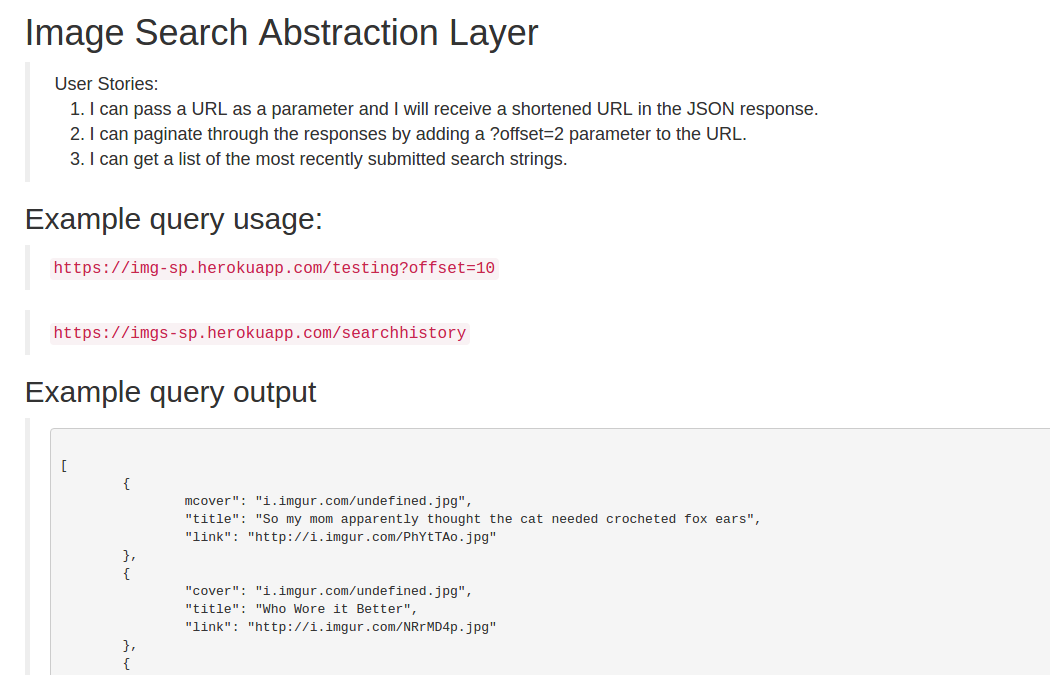 Image Search Abstraction Layer
User Stories:
1. I can pass a URL as a parameter and I will receive a shortened URL in the JSON response.
2. I can paginate through the responses by adding a ?offset=2 parameter to the URL.
3. I can get a list of the most recently submitted search strings.
Example query usage:
https://img-sp.herokuapp.com/testing?offset=10
https://imgs-sp.herokuapp.com/searchhistory
Example query output
[
{
mcover": "i.imgur.com/undefined.jpg",
"title": "So my mom apparently thought the cat needed crocheted fox ears",
"link": "http://i.imgur.com/PhYtTAo.jpg"
},
{
"cover": "i.imgur.com/undefined.jpg",
"title": "Who Wore it Better",
"link": "http://i.imgur.com/NRrMD4p.jpg"
},
{